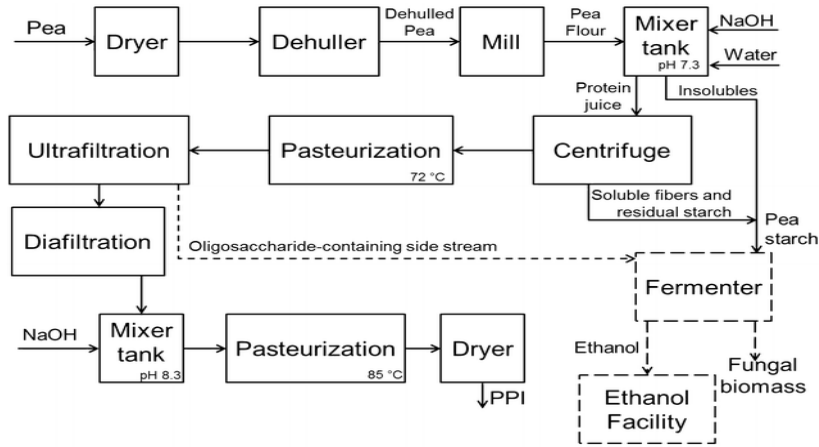 Pea
Dryer
Dehuller
Dehulled
Pea
Mill
Pea
Flour
Mixer
tank
pH 7.3
NaOH
Water
Protein
juice
Insolubles
Ultrafiltration
Pasteurization
72 °C
Centrifuge
Soluble fibers and
residual starch
Pea
starch
Diafiltration
Oligosaccharide-containing side stream
Fermenter
NaOH
Mixer
tank
pH 8.3
Pasteurization
85 °C
Dryer
PPI
Ethanol
Fungal
biomass
Ethanol
Facility